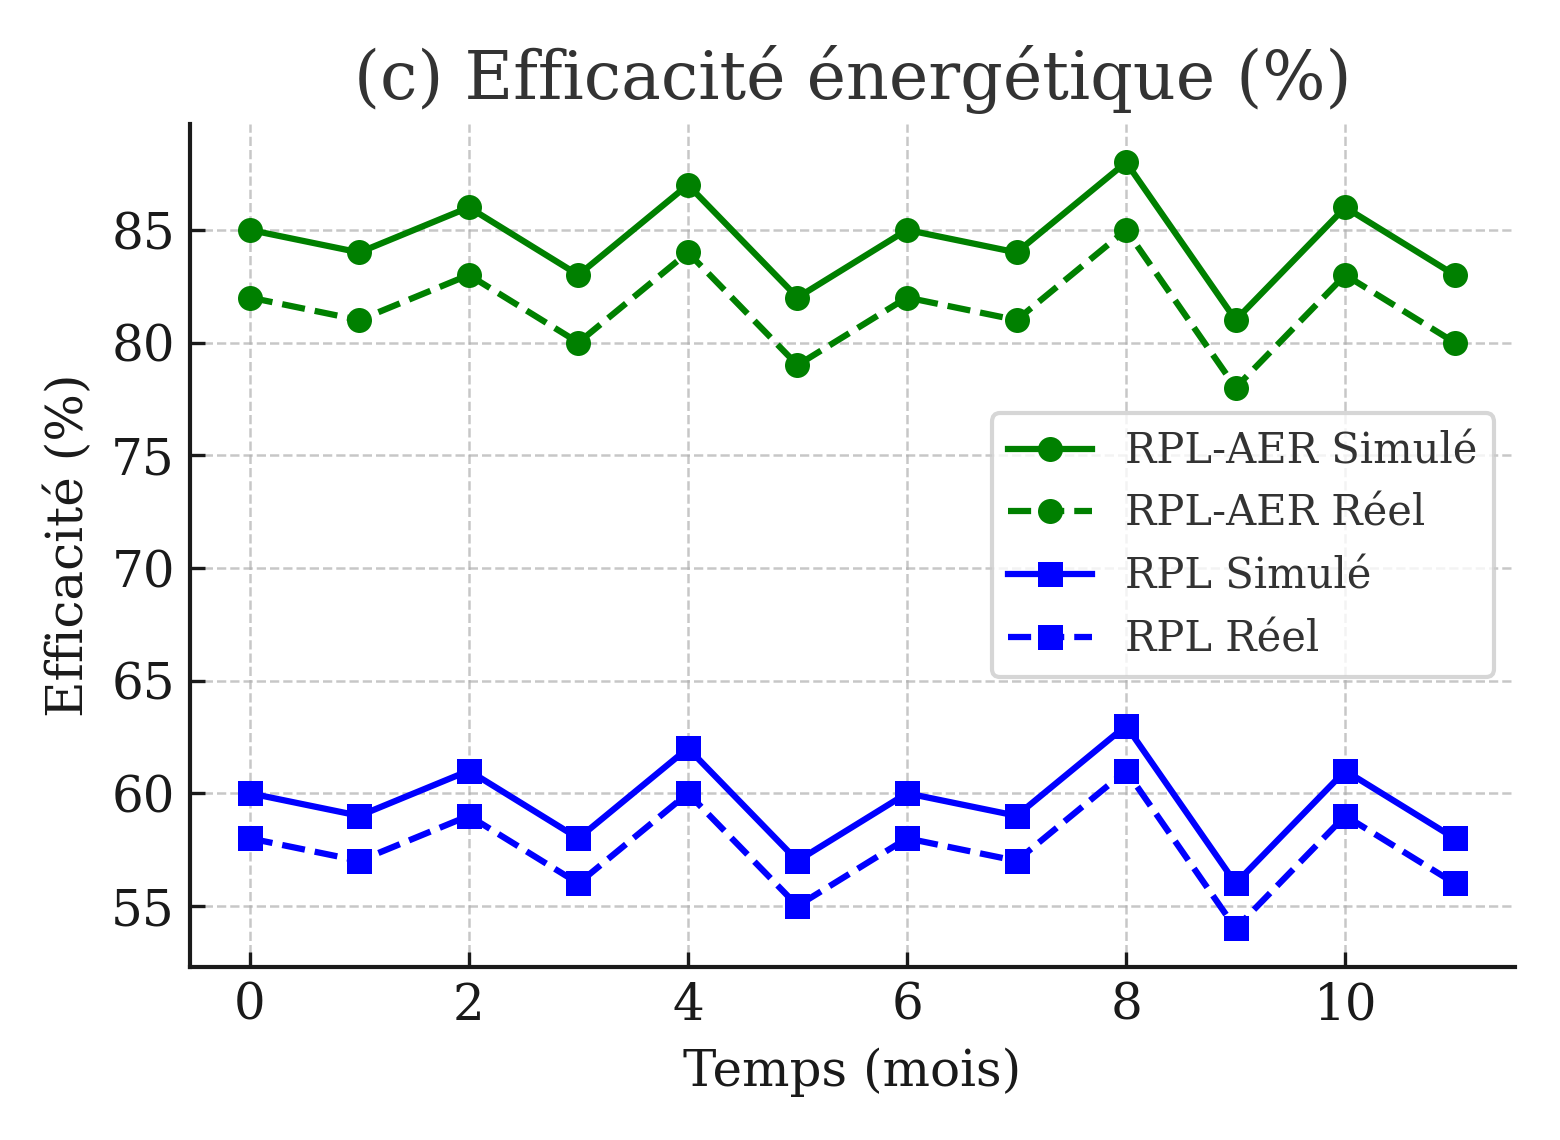 (c) Efficacité énergétique (%)
Efficacité (%)
85
80
75
70
65
60
55
RPL-AER Simulé
RPL-AER Réel
RPL Simulé
RPL Réel
0 2 4 6 8 10
Temps (mois)